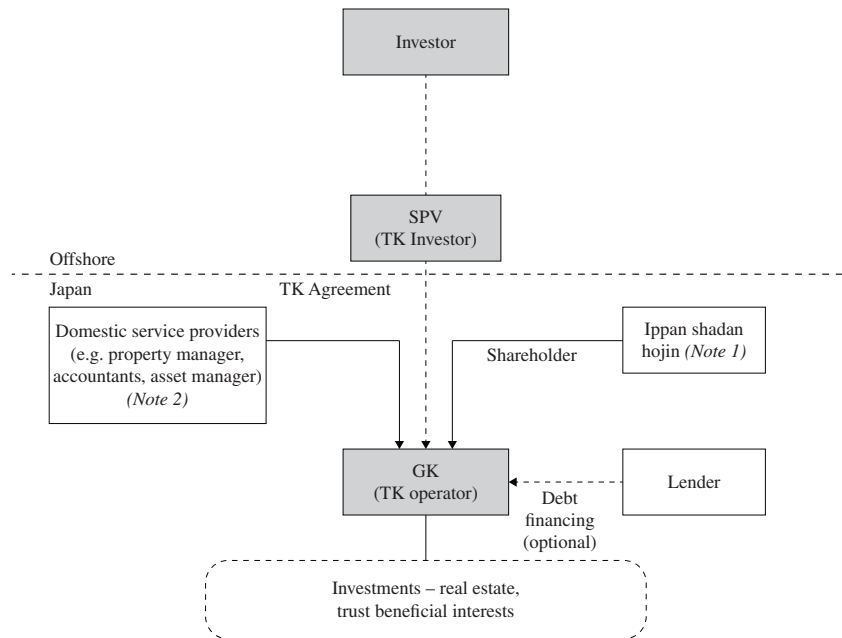 Investor
SPV
(TK Investor)
Offshore
Japan
TK Agreement
Domestic service providers
(e.g. property manager,
accountants, asset manager)
(Note 2)
Shareholder
Ippan shadan
hojin (Note 1)
GK
(TK operator)
Debt
financing
(optional)
Lender
Investments – real estate,
trust beneficial interests